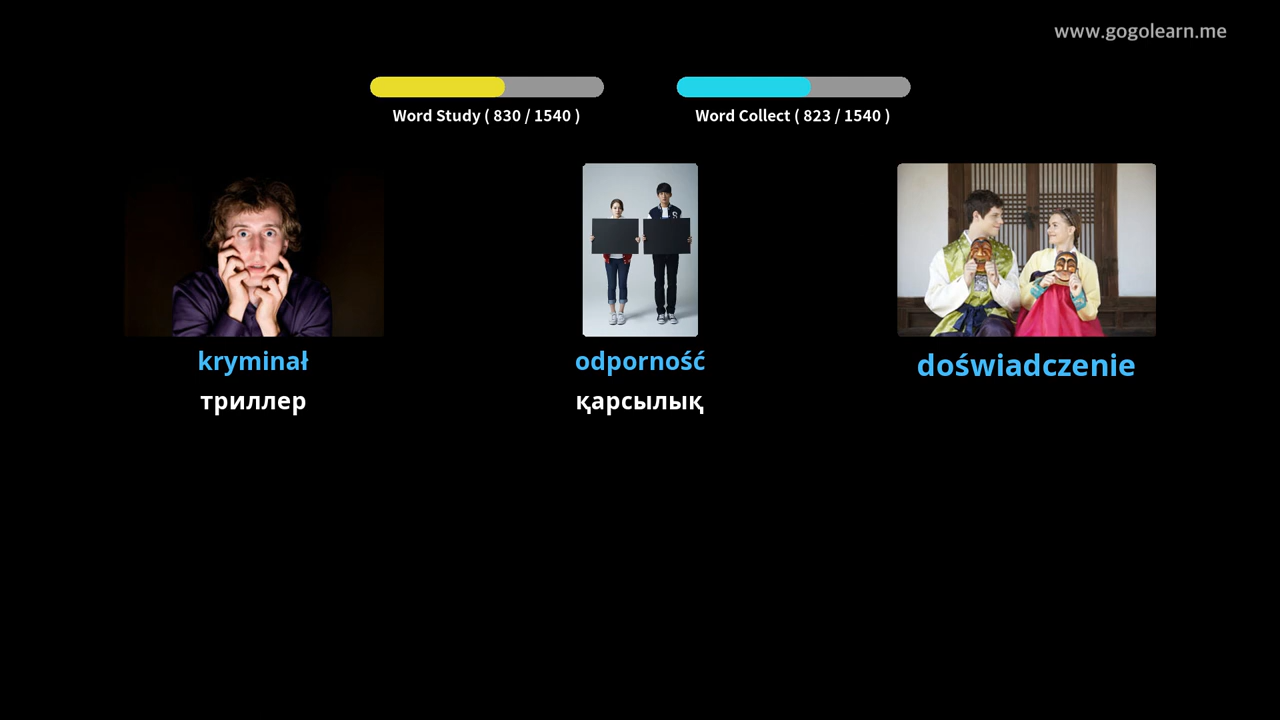 www.gogolearn.me
Word Study ( 830 / 1540 )
Word Collect ( 823 / 1540 )
kryminał
триллер
odporność
қарсылық
doświadczenie